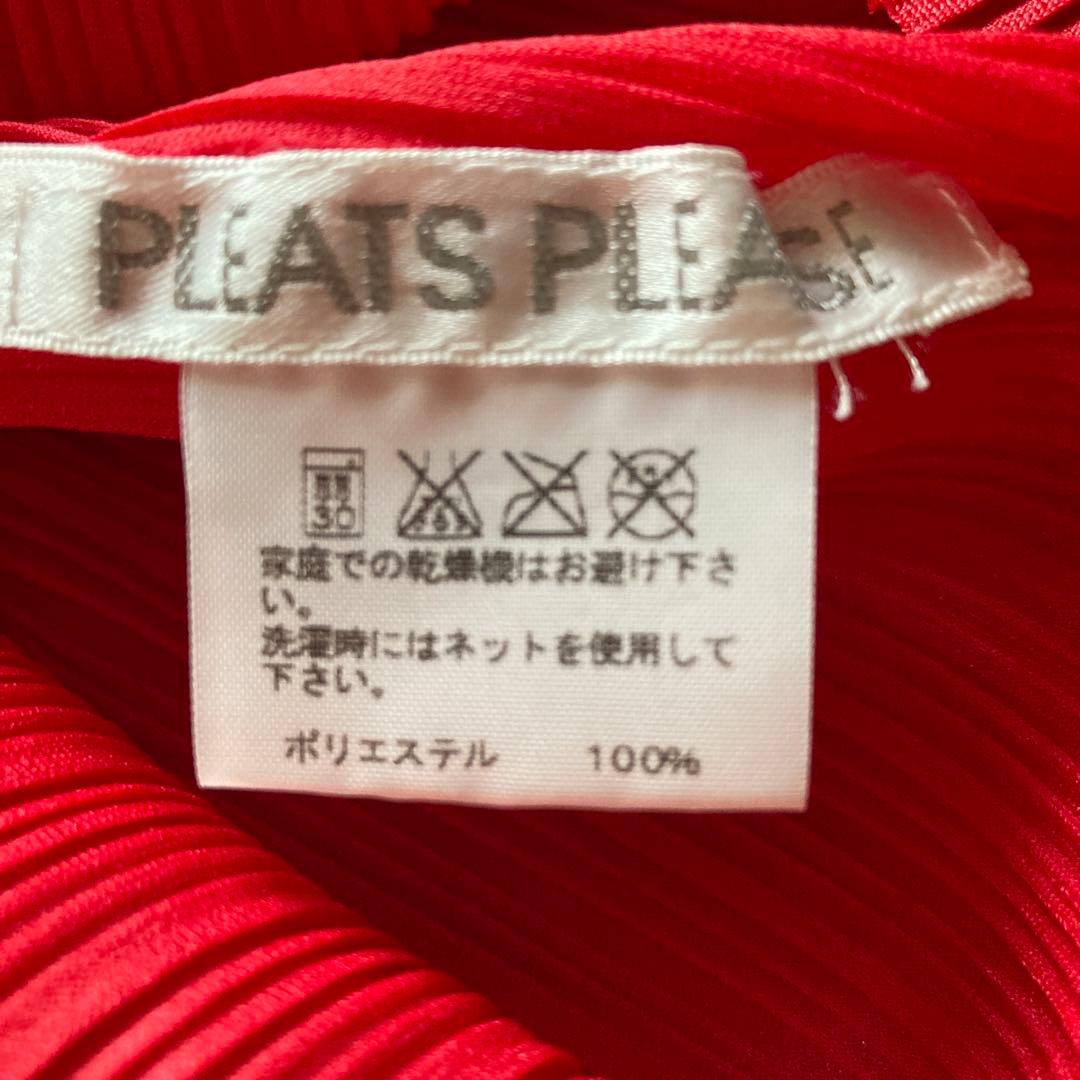 PLEATS PLEASE
30
家庭での乾燥機はお避け下さ
い。
洗濯時にはネットを使用して
下さい。
ポリエステル 100%